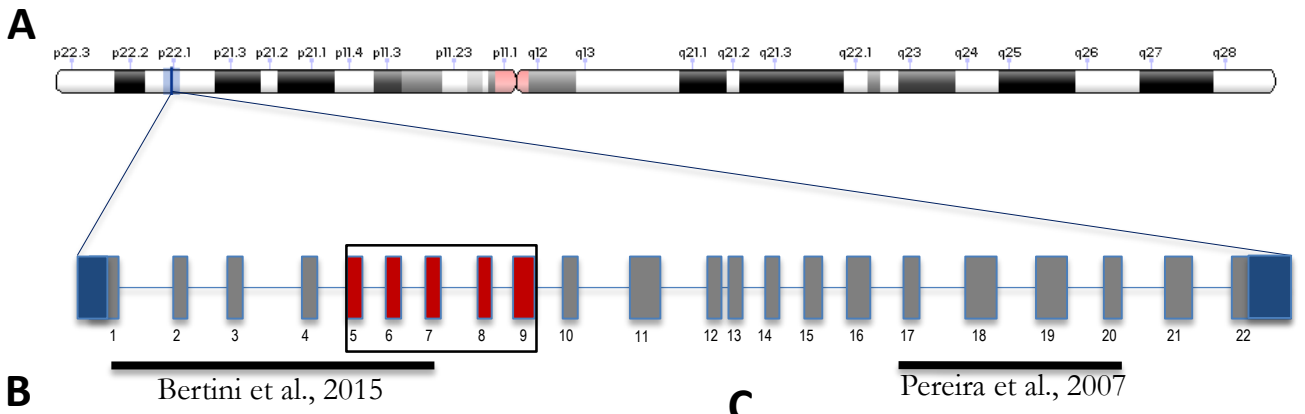 A
p22.3 p22.2 p22.1 p21.3 p21.2 p21.1 p11.4 p11.3 p11.23 p11.1 q12 q13 q21.1 q21.2 q21.3 q22.1 q23 q24 q25 q26 q27 q28
1 2 3 4 5 6 7 8 9 10 11 12 13 14 15 16 17 18 19 20 21 22
B Bertini et al., 2015 C Pereira et al., 2007